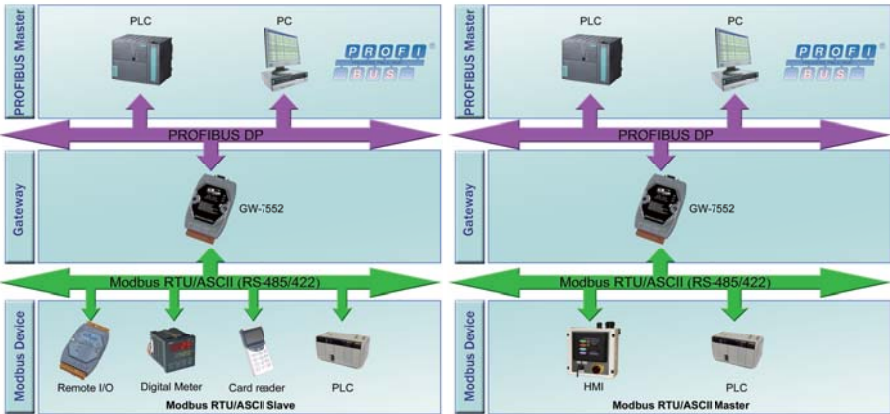 PROFIBUS Master
PLC
PC
PROFI
BUS
®
PROFIBUS DP
Gateway
GW-7552
Modbus RTU/ASCII (RS-485/422)
Modbus Device
Remote I/O
Digital Meter
Card reader
PLC
Modbus RTU/ASCII Slave
PROFIBUS Master
PLC
PC
PROFI
BUS
®
PROFIBUS DP
Gateway
GW-7552
Modbus RTU/ASCII (RS-485/422)
Modbus Device
HMI
PLC
Modbus RTU/ASCII Master